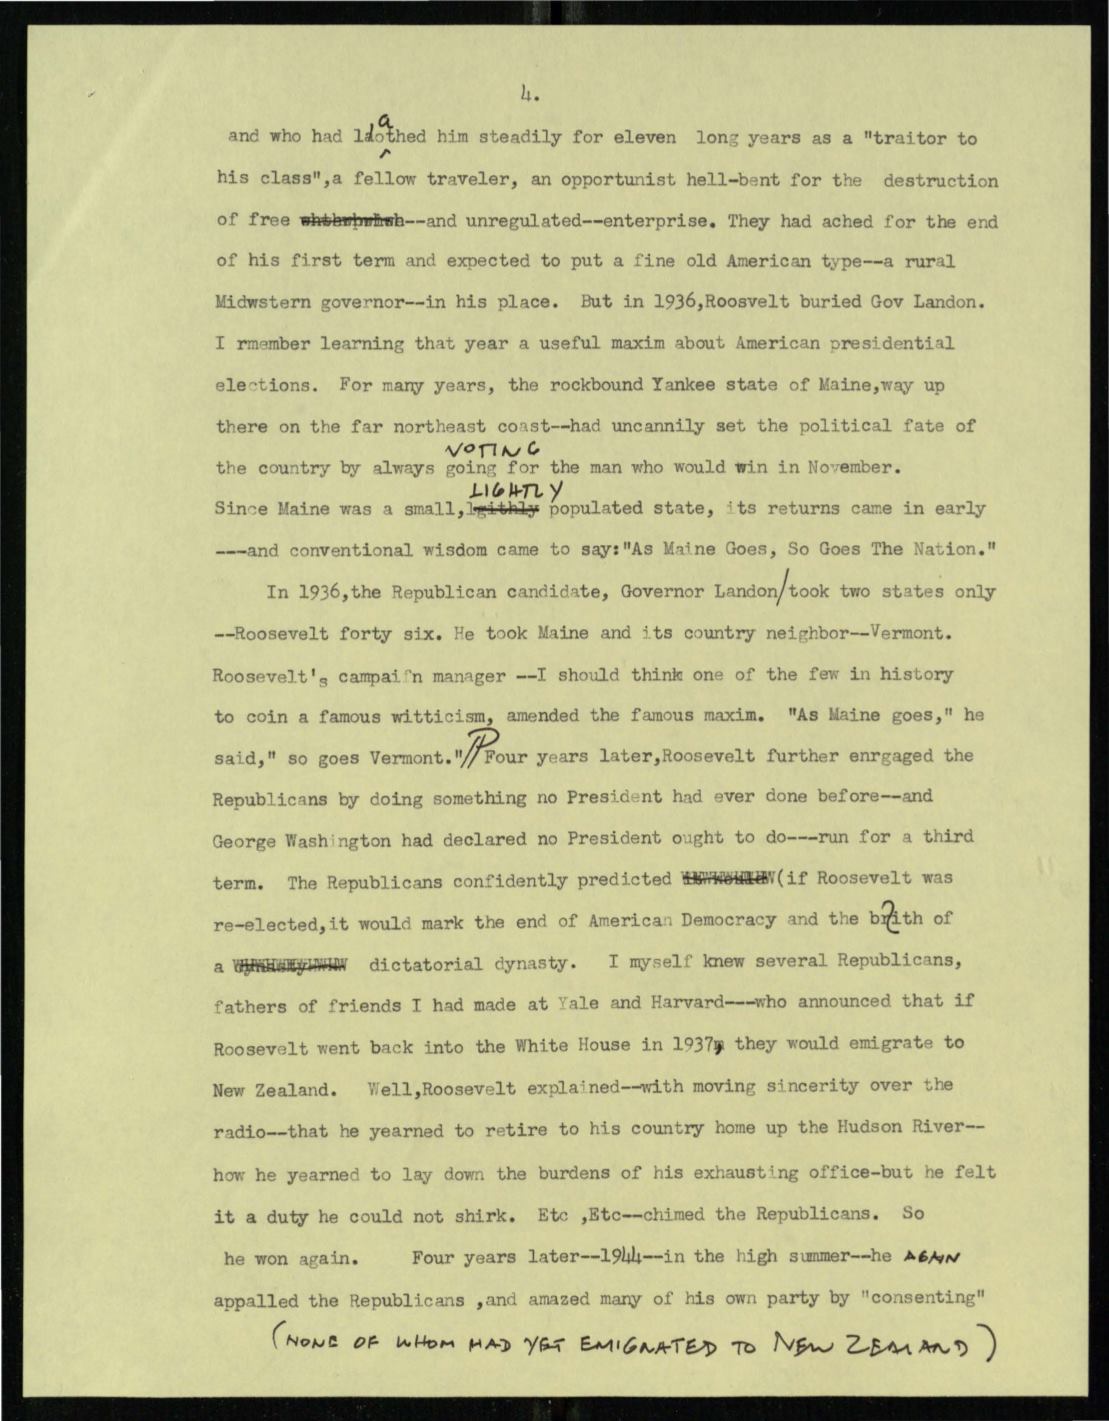 4.
and who had loathed him steadily for eleven long years as a "traitor to
his class",a fellow traveler, an opportunist hell-bent for the destruction
of free --and unregulated--enterprise. They had ached for the end
of his first term and expected to put a fine old American type--a rural
Midwstern governor--in his place. But in 1936,Roosvelt buried Gov Landon.
I rmember learning that year a useful maxim about American presidential
elections. For many years, the rockbound Yankee state of Maine,way up
there on the far northeast coast--had uncannily set the political fate of
VOTING
the country by always going for the man who would win in November.
LIGHTLY
Since Maine was a small,lgithly populated state, its returns came in early
---and conventional wisdom came to say:"As Maine Goes, So Goes The Nation."
In 1936,the Republican candidate, Governor Landon/took two states only
--Roosevelt forty six. He took Maine and its country neighbor--Vermont.
Roosevelt's campaifn manager --I should think one of the few in history
to coin a famous witticism, amended the famous maxim. "As Maine goes," he
said," so goes Vermont."// P Four years later,Roosevelt further enrgaged the
Republicans by doing something no President had ever done before--and
George Washington had declared no President ought to do---run for a third
term. The Republicans confidently predicted (if Roosevelt was
re-elected,it would mark the end of American Democracy and the brith of
a dictatorial dynasty. I myself knew several Republicans,
fathers of friends I had made at Yale and Harvard---who announced that if
Roosevelt went back into the White House in 1937, they would emigrate to
New Zealand. Well,Roosevelt explained--with moving sincerity over the
radio--that he yearned to retire to his country home up the Hudson River--
how he yearned to lay down the burdens of his exhausting office-but he felt
it a duty he could not shirk. Etc ,Etc--chimed the Republicans. So
he won again. Four years later--1944--in the high summer--he AGAIN
appalled the Republicans ,and amazed many of his own party by "consenting"
(NONE OF WHOM HAD YET EMIGRATED TO NEW ZEALAND)